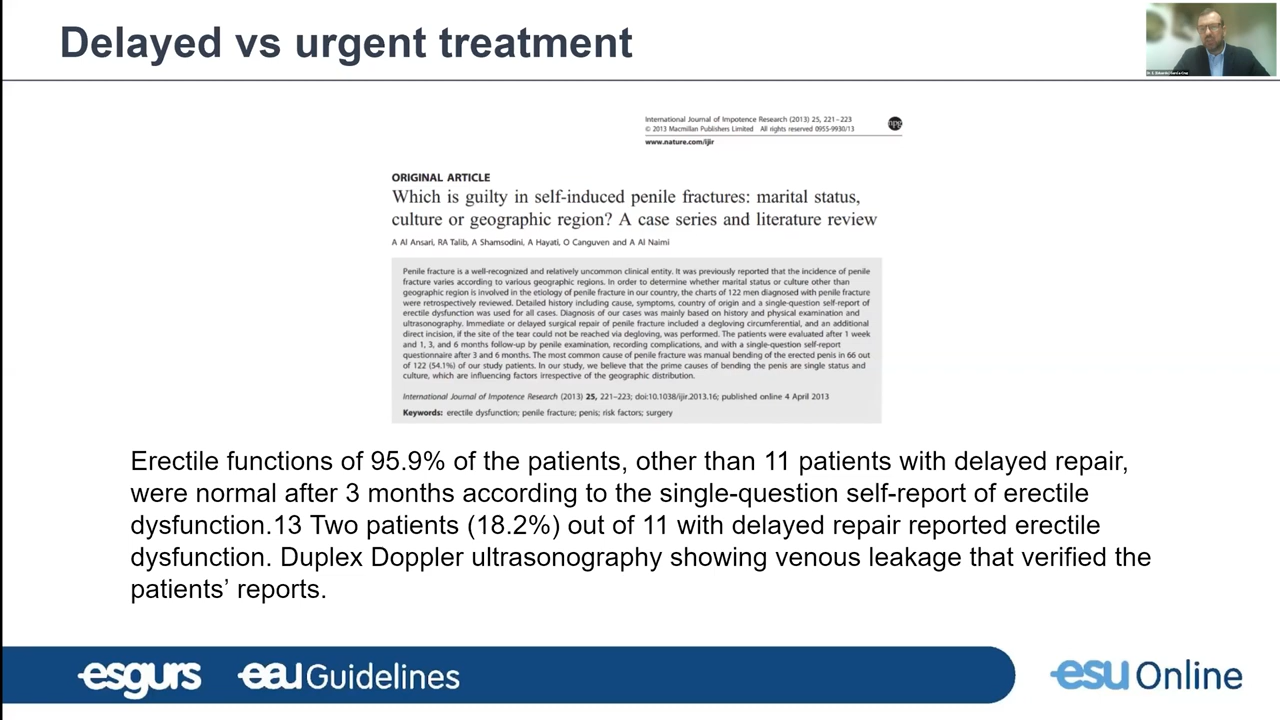 Delayed vs urgent treatment
International Journal of Impotence Research (2013) 25, 221–223
© 2013 Macmillan Publishers Limited All rights reserved 0955-9930/13
npg
www.nature.com/ijir
ORIGINAL ARTICLE
Which is guilty in self-induced penile fractures: marital status,
culture or geographic region? A case series and literature review
A Al Ansari, RA Talib, A Shamsodini, A Hayati, O Canguven and A Al Naimi
Penile fracture is a well-recognized and relatively uncommon clinical entity. It was previously reported that the incidence of penile
fracture varies according to various geographic regions. In order to determine whether marital status or culture other than
geographic region is involved in the etiology of penile fracture in our country, the charts of 122 men diagnosed with penile fracture
were retrospectively reviewed. Detailed history including cause, symptoms, country of origin and a single-question self-report of
erectile dysfunction was used for all cases. Diagnosis of our cases was mainly based on history and physical examination and
ultrasonography. Immediate or delayed surgical repair of penile fracture included a degloving circumferential, and an additional
direct incision, if the site of the tear could not be reached via degloving, was performed. The patients were evaluated after 1 week
and 1, 3, and 6 months follow-up by penile examination, recording complications, and with a single-question self-report
questionnaire after 3 and 6 months. The most common cause of penile fracture was manual bending of the erected penis in 66 out
of 122 (54.1%) of our study patients. In our study, we believe that the prime causes of bending the penis are single status and
culture, which are influencing factors irrespective of the geographic distribution.
International Journal of Impotence Research (2013) 25, 221–223; doi:10.1038/ijir.2013.16; published online 4 April 2013
Keywords: erectile dysfunction; penile fracture; penis; risk factors; surgery
Erectile functions of 95.9% of the patients, other than 11 patients with delayed repair,
were normal after 3 months according to the single-question self-report of erectile
dysfunction.13 Two patients (18.2%) out of 11 with delayed repair reported erectile
dysfunction. Duplex Doppler ultrasonography showing venous leakage that verified the
patients' reports.
esgurs
eau Guidelines
esu Online